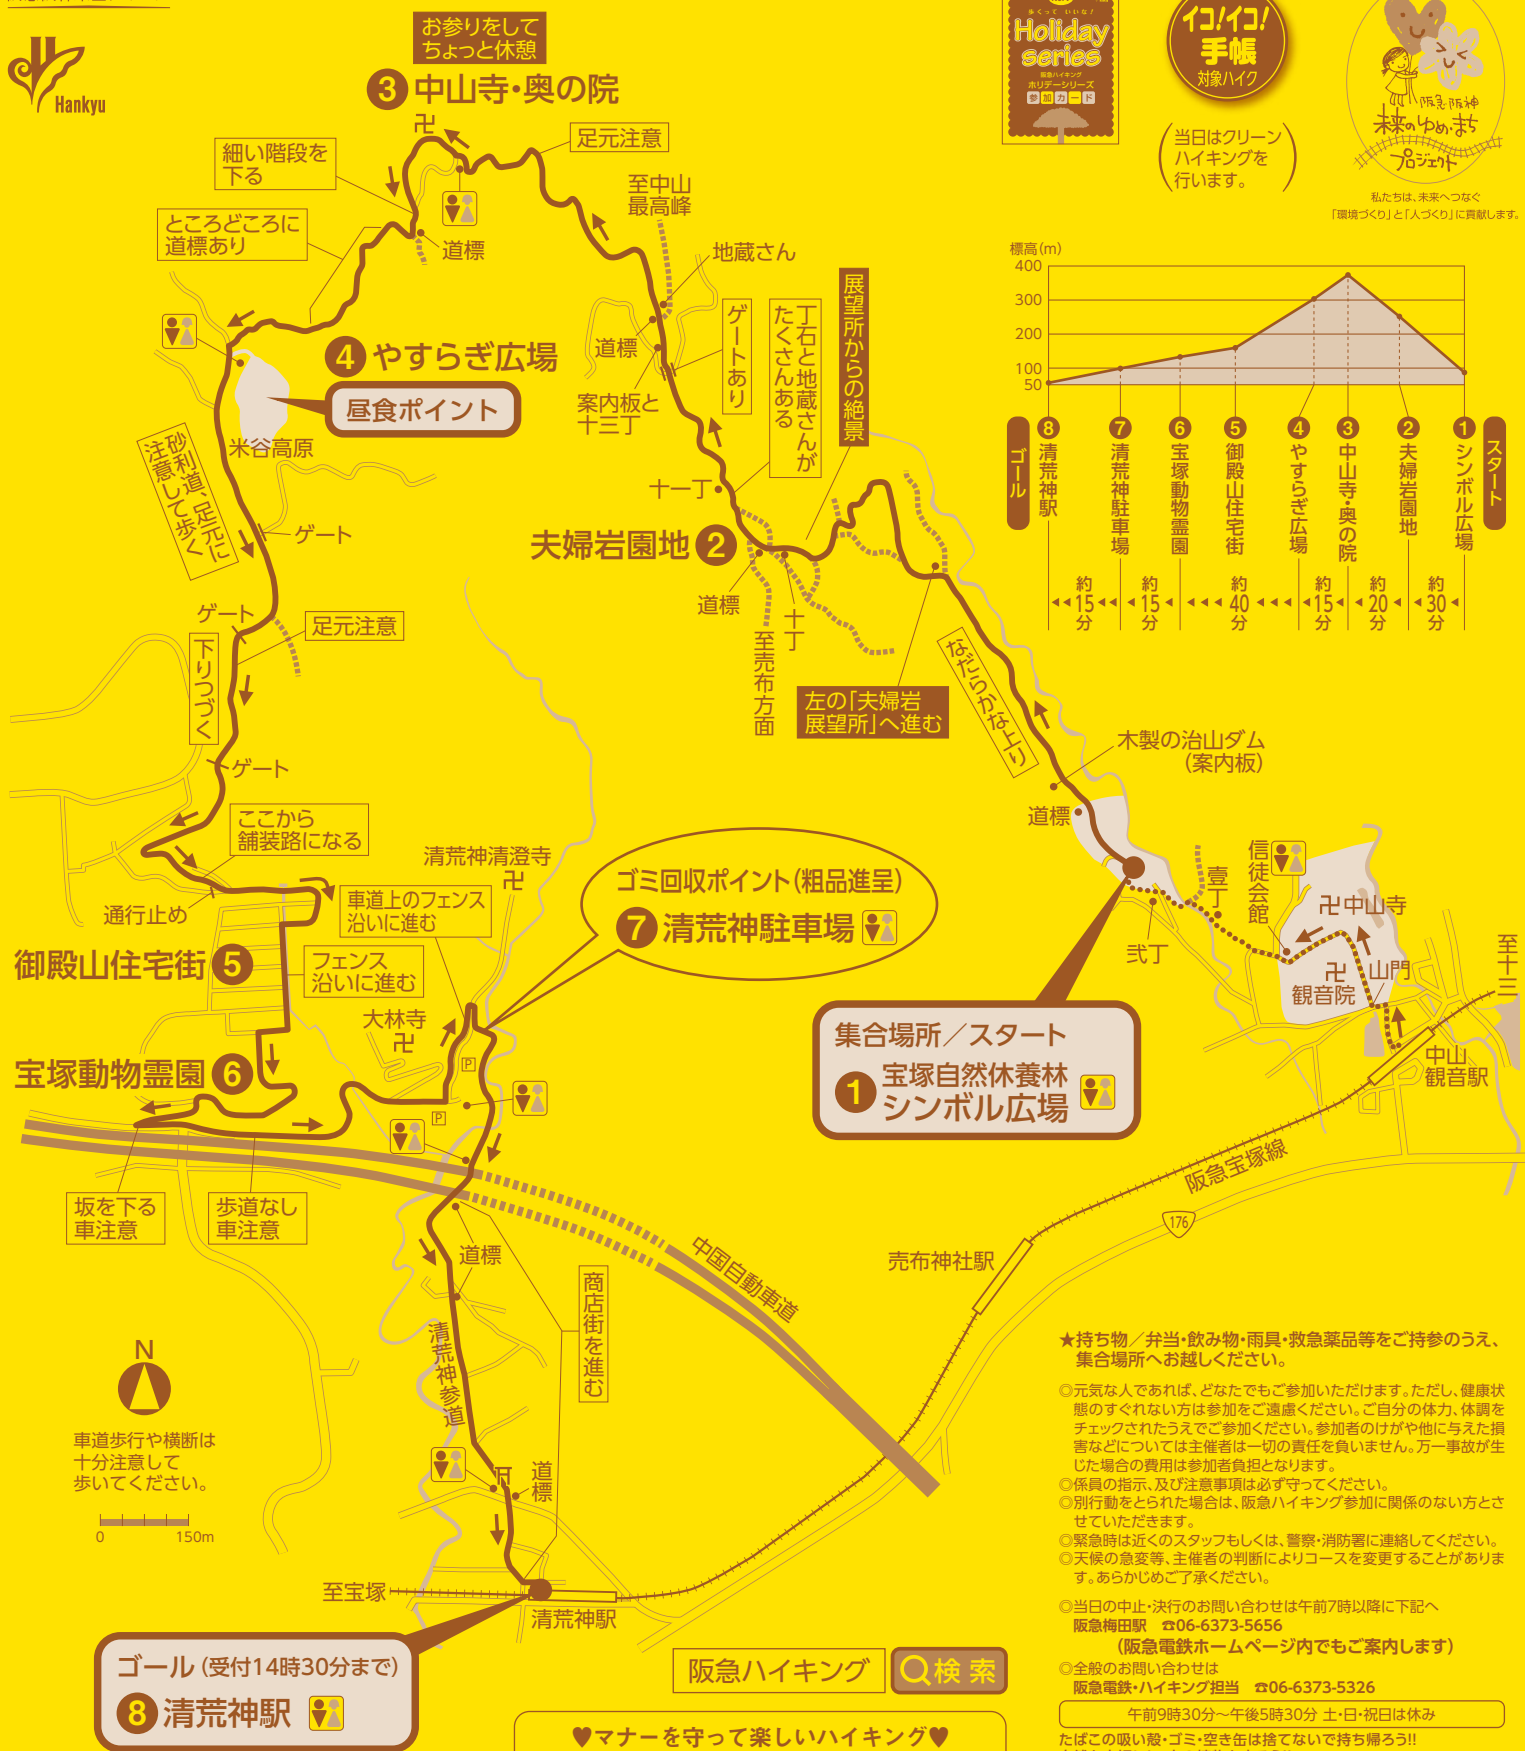 Hankyu
お参りをして
ちょっと休憩
3 中山寺・奥の院
卍
足元注意
細い階段を
下る
ところどころに
道標あり
道標
至中山
最高峰
地蔵さん
道標
案内板と
十三丁
ゲートあり
丁石と地蔵さんが
たくさんある
展望所からの絶景
4 やすらぎ広場
昼食ポイント
米谷高原
砂利道、足元に
注意して歩く
ゲート
十一丁
夫婦岩園地 2
道標
十丁
至売布方面
左の「夫婦岩
展望所」へ進む
なだらかな上り
木製の治山ダム
(案内板)
道標
ゲート
足元注意
下りつづく
ゲート
ここから
舗装路になる
通行止め
御殿山住宅街 5
フェンス
沿いに進む
車道上のフェンス
沿いに進む
清荒神清澄寺
卍
大林寺
卍
P
P
ゴミ回収ポイント(粗品進呈)
7 清荒神駐車場
宝塚動物霊園 6
坂を下る
車注意
歩道なし
車注意
壹丁
弐丁
信徒会館
卍中山寺
卍
観音院
山門
至十三
中山
観音駅
集合場所/スタート
1 宝塚自然休養林
シンボル広場
阪急宝塚線
176
売布神社駅
中国自動車道
道標
商店街を進む
清荒神参道
道標
至宝塚
清荒神駅
N
車道歩行や横断は
十分注意して
歩いてください。
0 150m
ゴール(受付14時30分まで)
8 清荒神駅
阪急ハイキング 検索
♥マナーを守って楽しいハイキング♥
多くって いいな!
Holiday
series
阪急ハイキング
ホリデーシリーズ
参加カード
イコ!イコ!
手帳
対象ハイク
当日はクリーン
ハイキングを
行います。
阪急阪神
未来のゆめ・まち
プロジェクト
私たちは、未来へつなぐ
「環境づくり」と「人づくり」に貢献します。
標高(m)
400
300
200
100
50
ゴール
8 清荒神駅
7 清荒神駐車場
6 宝塚動物霊園
5 御殿山住宅街
4 やすらぎ広場
3 中山寺・奥の院
2 夫婦岩園地
1 シンボル広場
スタート
約15分
約15分
約40分
約15分
約20分
約30分
★持ち物/弁当・飲み物・雨具・救急薬品等をご持参のうえ、
集合場所へお越しください。
◎元気な人であれば、どなたでもご参加いただけます。ただし、健康状
態のすぐれない方は参加をご遠慮ください。ご自分の体力、体調を
チェックされたうえでご参加ください。参加者のけがや他に与えた損
害などについては主催者は一切の責任を負いません。万一事故が生
じた場合の費用は参加者負担となります。
◎係員の指示、及び注意事項は必ず守ってください。
◎別行動をとられた場合は、阪急ハイキング参加に関係のない方とさ
せていただきます。
◎緊急時は近くのスタッフもしくは、警察・消防署に連絡してください。
◎天候の急変等、主催者の判断によりコースを変更することがありま
す。あらかじめご了承ください。
◎当日の中止・決行のお問い合わせは午前7時以降に下記へ
阪急梅田駅 ☎06-6373-5656
(阪急電鉄ホームページ内でもご案内します)
◎全般のお問い合わせは
阪急電鉄・ハイキング担当 ☎06-6373-5326
午前9時30分〜午後5時30分 土・日・祝日は休み
たばこの吸い殻・ゴミ・空き缶は捨てないで持ち帰ろう!!